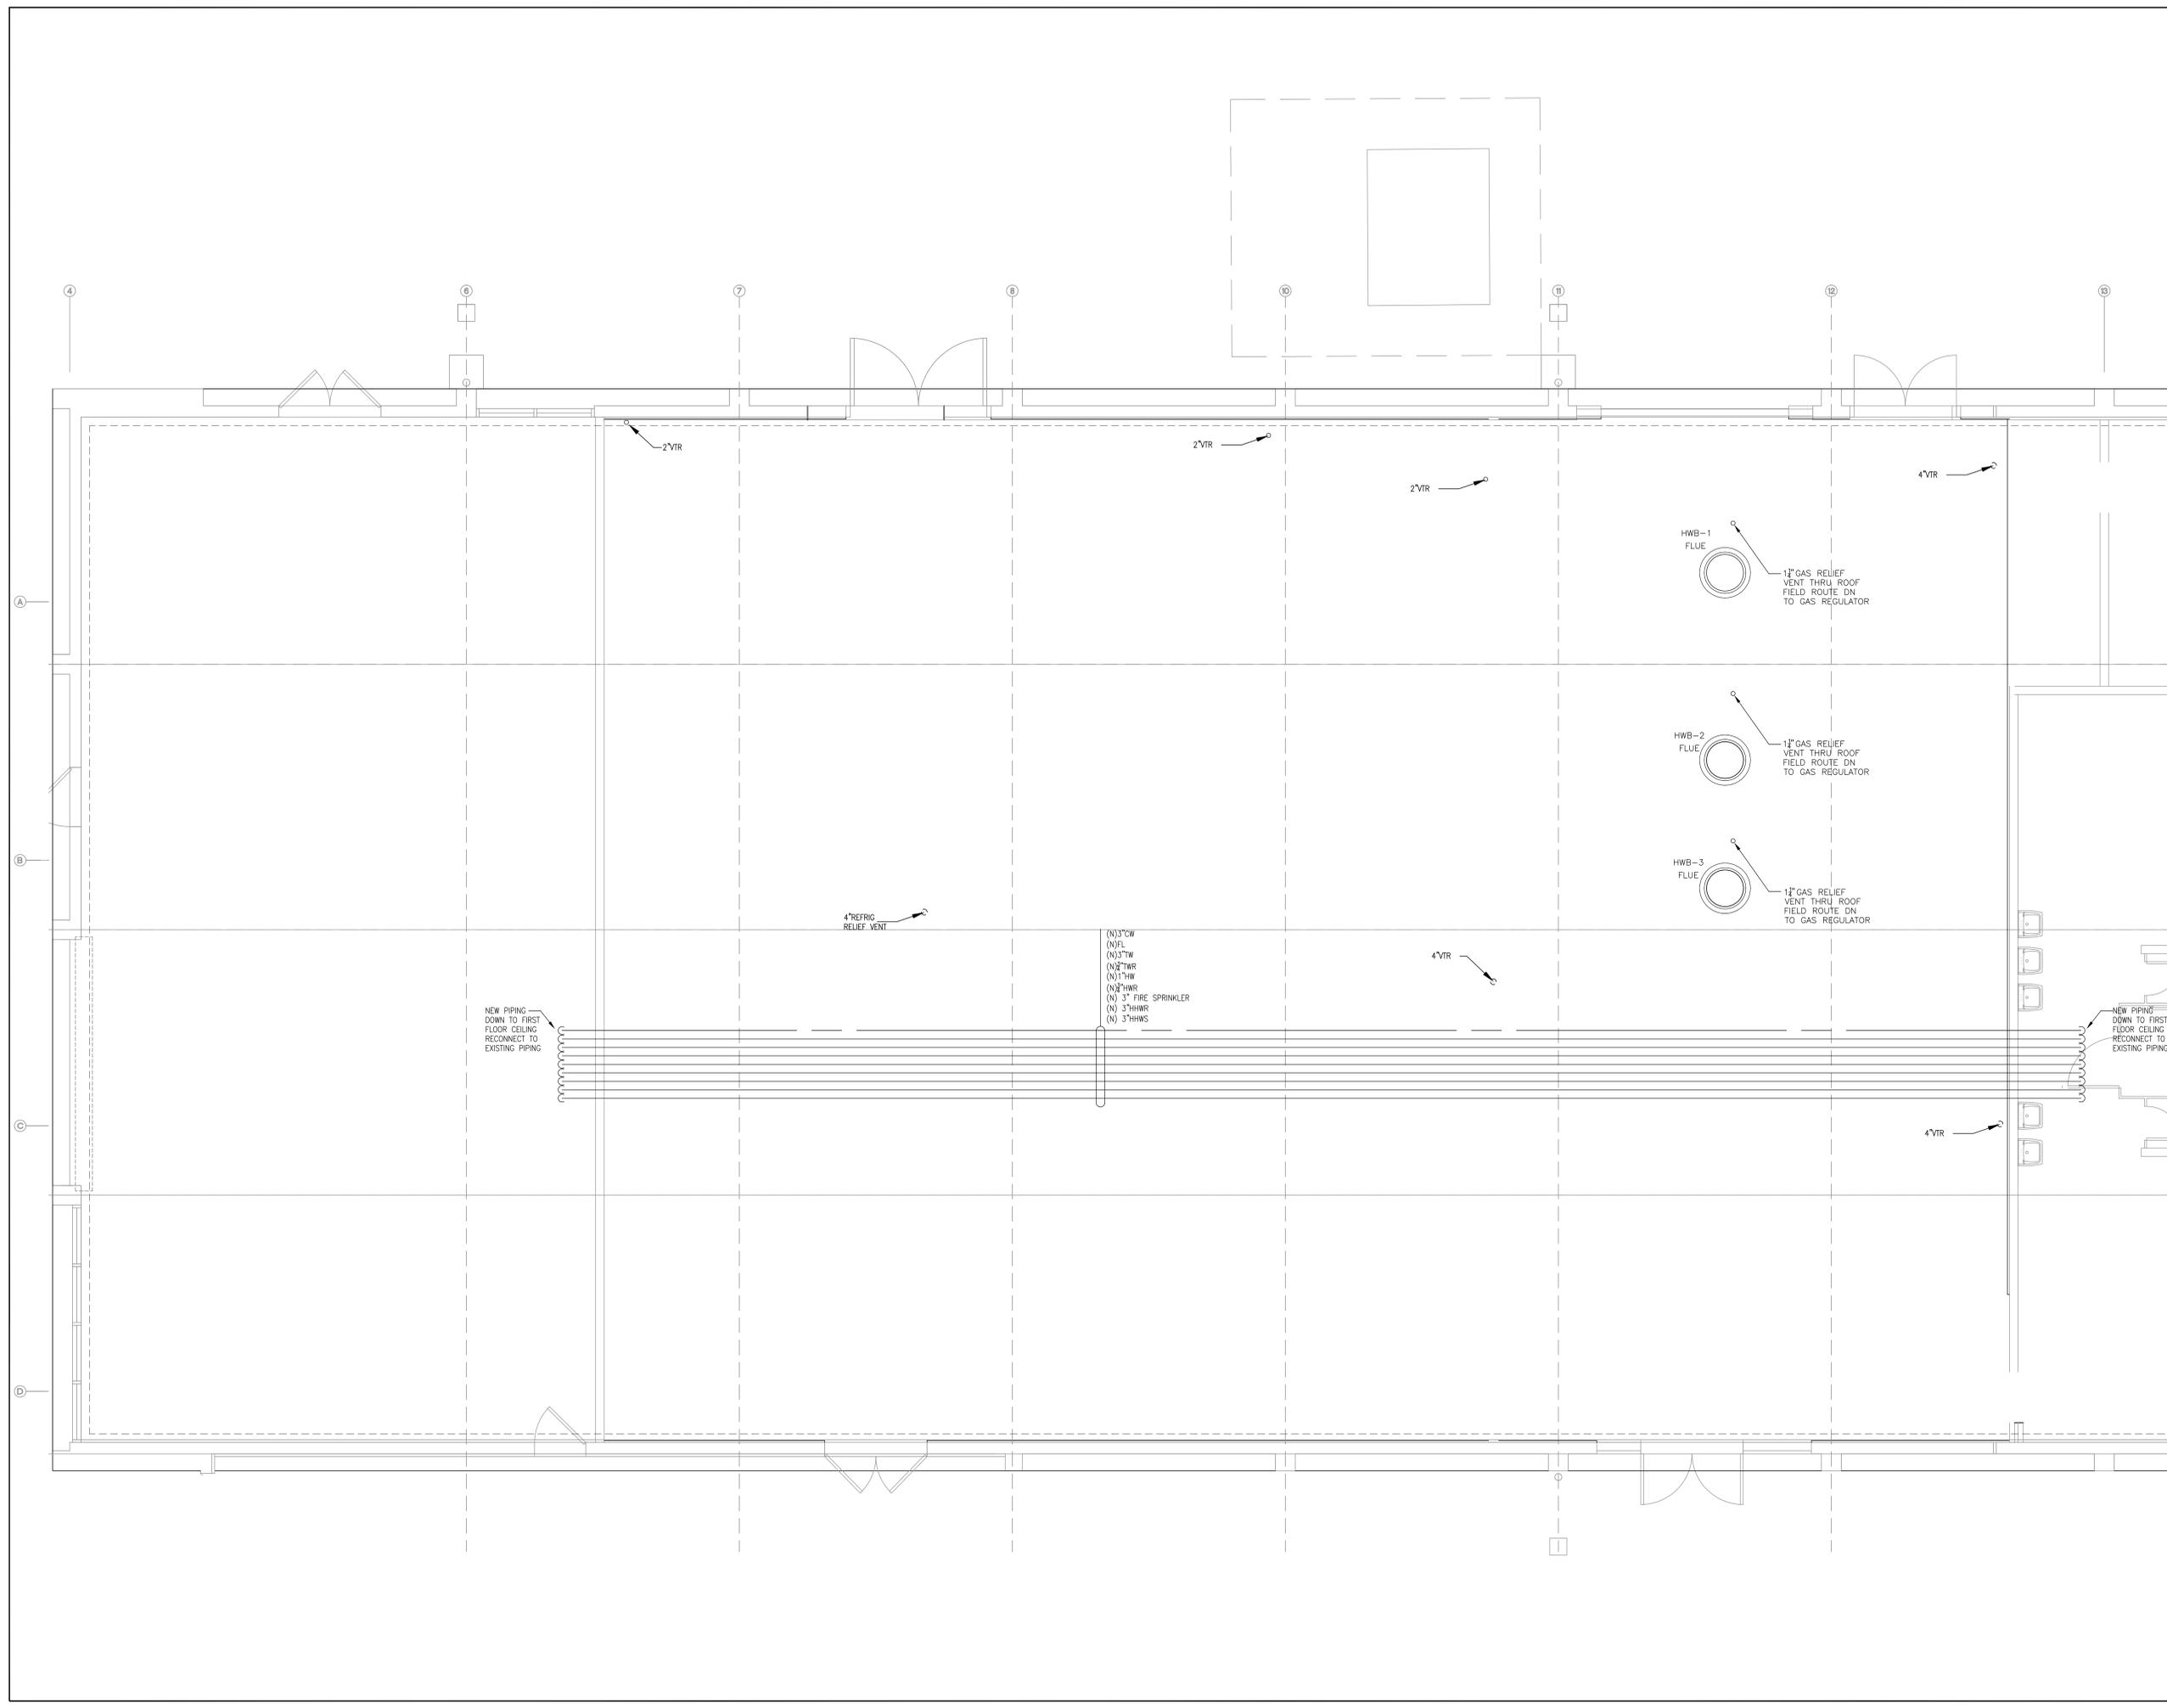 4
6
7
8
10
11
12
13
2"VTR
2"VTR
2"VTR
4"VTR
HWB-1
FLUE
1¼" GAS RELIEF
VENT THRU ROOF
FIELD ROUTE DN
TO GAS REGULATOR
A
HWB-2
FLUE
1¼" GAS RELIEF
VENT THRU ROOF
FIELD ROUTE DN
TO GAS REGULATOR
B
HWB-3
FLUE
1¼" GAS RELIEF
VENT THRU ROOF
FIELD ROUTE DN
TO GAS REGULATOR
4"REFRIG
RELIEF VENT
(N)3"CW
(N)FL
(N)3"TW
(N)¾"TWR
(N)1"HW
(N)¾"HWR
(N) 3" FIRE SPRINKLER
(N) 3"HHWR
(N) 3"HHWS
4"VTR
NEW PIPING
DOWN TO FIRST
FLOOR CEILING
RECONNECT TO
EXISTING PIPING
NEW PIPING
DOWN TO FIRST
FLOOR CEILING
RECONNECT TO
EXISTING PIPING
C
4"VTR
D